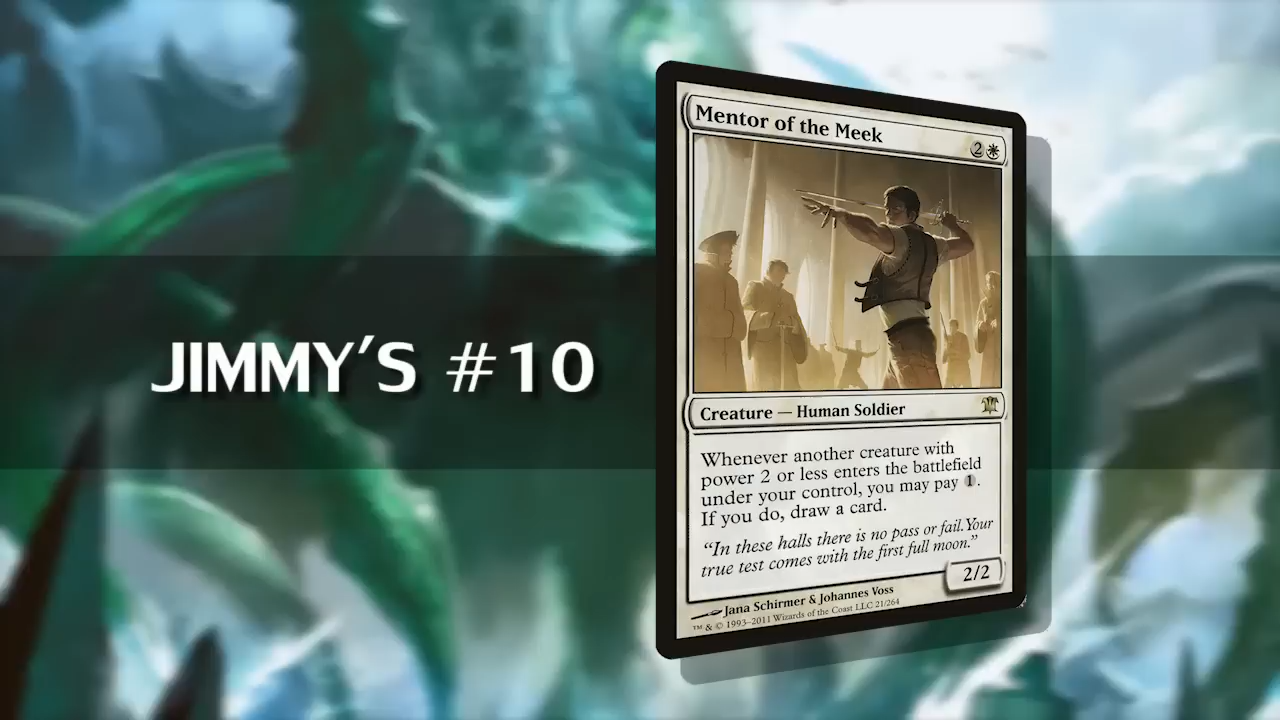 JIMMY'S #10
Mentor of the Meek
2
Creature — Human Soldier
Whenever another creature with
power 2 or less enters the battlefield
under your control, you may pay 1.
If you do, draw a card.
“In these halls there is no pass or fail. Your
true test comes with the first full moon.”
2/2
Jana Schirmer & Johannes Voss
™ & © 1993–2011 Wizards of the Coast LLC 21/264